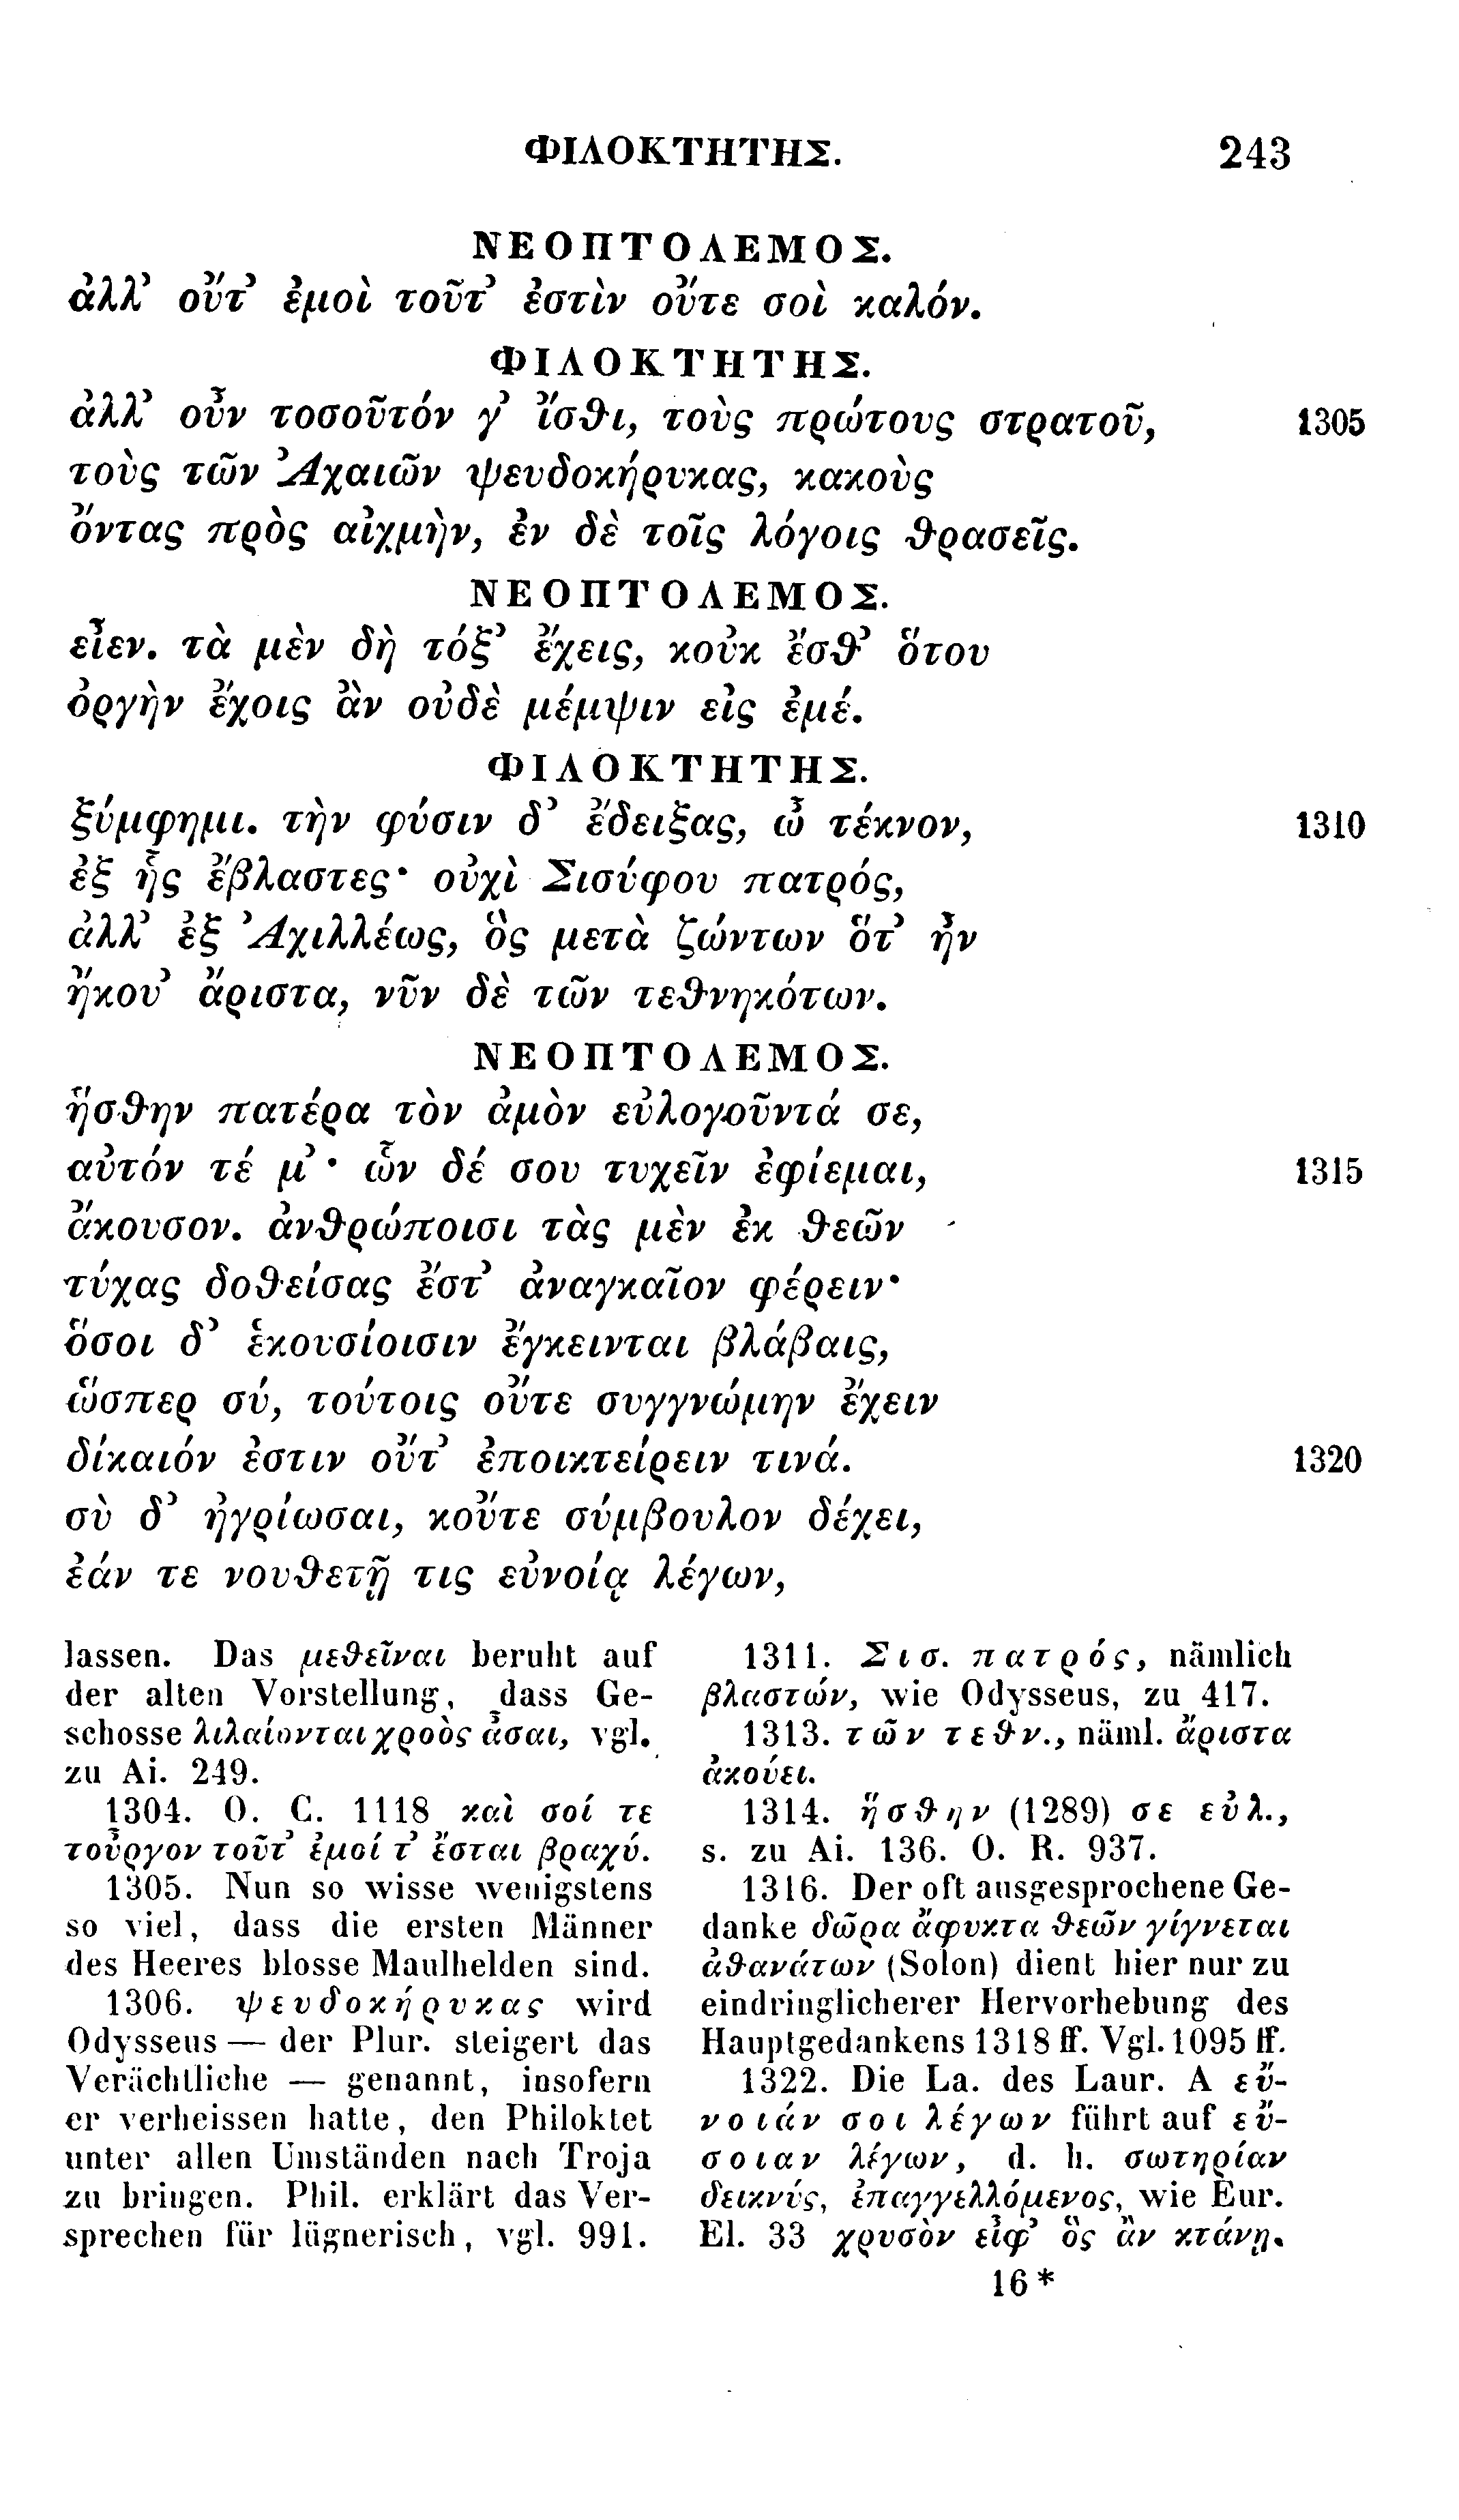 ΦΙΛΟΚΤΗΤΗΣ. 243
ΝΕΟΠΤΟΛΕΜΟΣ.
ἀλλ’ οὔτ’ ἐμοὶ τοῦτ’ ἐστὶν οὔτε σοὶ καλόν.
ΦΙΛΟΚΤΗΤΗΣ.
ἀλλ’ οὖν τοσοῦτόν γ’ ἴσθι, τοὺς πρώτους στρατοῦ, 1305
τοὺς τῶν Ἀχαιῶν ψευδοκήρυκας, κακοὺς
ὄντας πρὸς αἰχμὴν, ἐν δὲ τοῖς λόγοις θρασεῖς.
ΝΕΟΠΤΟΛΕΜΟΣ.
εἶεν. τὰ μὲν δὴ τόξ’ ἔχεις, κοὐκ ἔσθ’ ὅτου
ὀργὴν ἔχοις ἂν οὐδὲ μέμψιν εἰς ἐμέ.
ΦΙΛΟΚΤΗΤΗΣ.
ξύμφημι. τὴν φύσιν δ’ ἔδειξας, ὦ τέκνον, 1310
ἐξ ἧς ἔβλαστες· οὐχὶ Σισύφου πατρός,
ἀλλ’ ἐξ Ἀχιλλέως, ὃς μετὰ ζώντων ὅτ’ ἦν
ἤκου’ ἄριστα, νῦν δὲ τῶν τεθνηκότων.
ΝΕΟΠΤΟΛΕΜΟΣ.
ἥσθην πατέρα τὸν ἀμὸν εὐλογοῦντά σε,
αὐτόν τέ μ’· ὧν δέ σου τυχεῖν ἐφίεμαι, 1315
ἄκουσον. ἀνθρώποισι τὰς μὲν ἐκ θεῶν
τύχας δοθείσας ἔστ’ ἀναγκαῖον φέρειν·
ὅσοι δ’ ἑκουσίοισιν ἔγκεινται βλάβαις,
ὥσπερ σύ, τούτοις οὔτε συγγνώμην ἔχειν
δίκαιόν ἐστιν οὔτ’ ἐποικτείρειν τινά. 1320
σὺ δ’ ἠγρίωσαι, κοὔτε σύμβουλον δέχει,
ἐάν τε νουθετῇ τις εὐνοίᾳ λέγων,
lassen. Das μεθεῖναι beruht auf
der alten Vorstellung, dass Ge-
schosse λιλαίονται χροὸς ἆσαι, vgl.
zu Ai. 249.
1304. O. C. 1118 καὶ σοί τε
τοὖργον τοῦτ’ ἐμοί τ’ ἔσται βραχύ.
1305. Nun so wisse wenigstens
so viel, dass die ersten Männer
des Heeres blosse Maulhelden sind.
1306. ψευδοκήρυκας wird
Odysseus — der Plur. steigert das
Verächtliche — genannt, insofern
er verheissen hatte, den Philoktet
unter allen Umständen nach Troja
zu bringen. Phil. erklärt das Ver-
sprechen für lügnerisch, vgl. 991.
1311. Σισ. πατρός, nämlich
βλαστών, wie Odysseus, zu 417.
1313. τῶν τεθν., näml. ἄριστα
ἀκούει.
1314. ἥσθην (1289) σε εὐλ.,
s. zu Ai. 136. O. R. 937.
1316. Der oft ausgesprochene Ge-
danke δῶρα ἄφυκτα θεῶν γίγνεται
ἀθανάτων (Solon) dient hier nur zu
eindringlicherer Hervorhebung des
Hauptgedankens 1318 ff. Vgl. 1095 ff.
1322. Die La. des Laur. A εὔ-
νοιάν σοι λέγων führt auf εὔ-
σοιαν λέγων, d. h. σωτηρίαν
δεικνύς, ἐπαγγελλόμενος, wie Eur.
El. 33 χρυσὸν εἶφ’ ὃς ἂν κτάνῃ.
16*